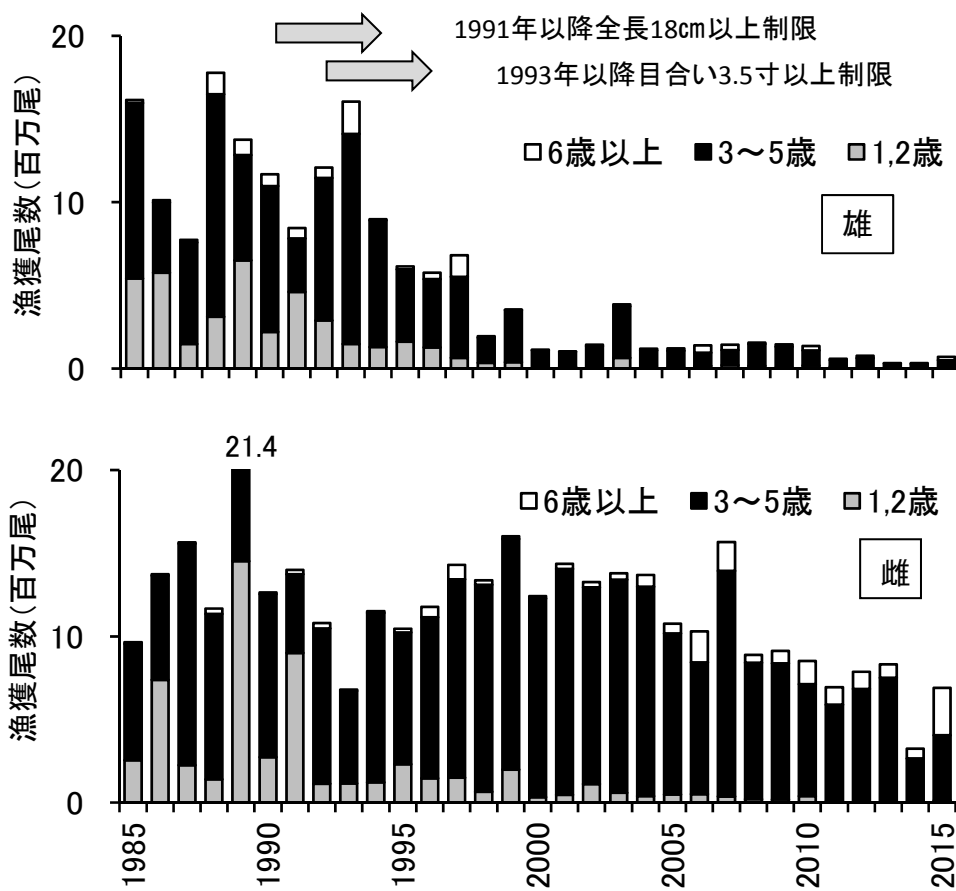 20
10
0
漁獲尾数(百万尾)
1991年以降全長18㎝以上制限
1993年以降目合い3.5寸以上制限
6歳以上 3~5歳 1,2歳
雄
21.4
20
10
0
漁獲尾数(百万尾)
6歳以上 3~5歳 1,2歳
雌
1985
1990
1995
2000
2005
2010
2015